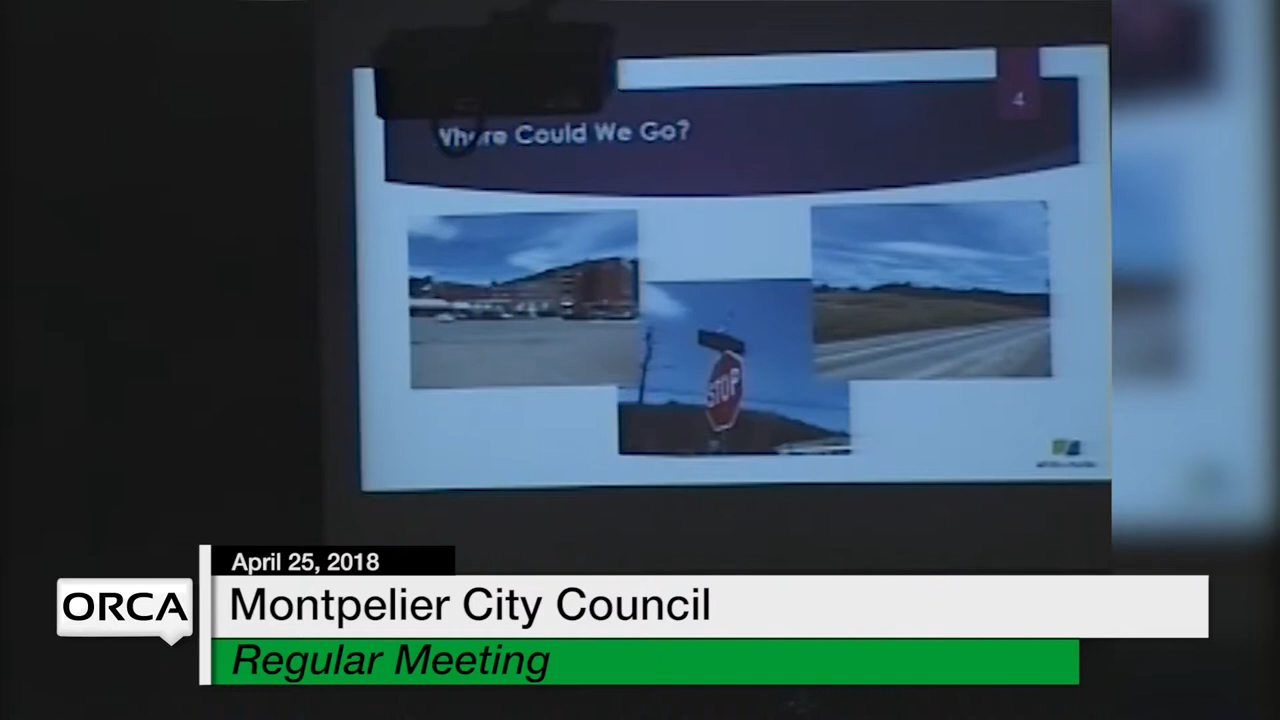 4
Where Could We Go?
STOP
April 25, 2018
ORCA
Montpelier City Council
Regular Meeting